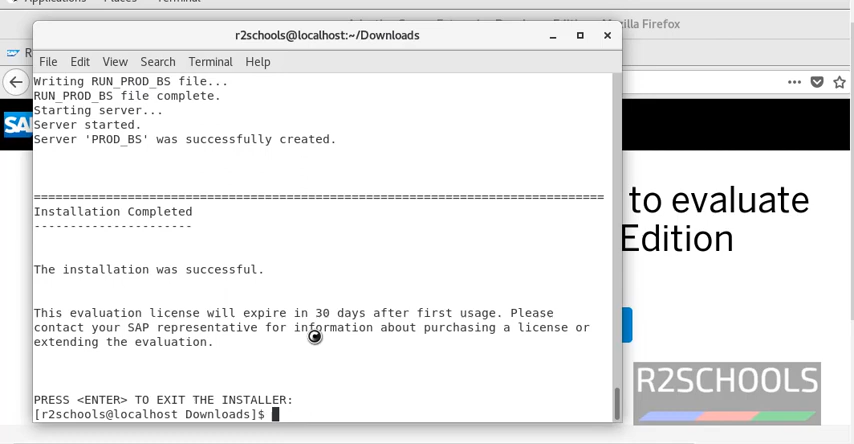 Applications Places Terminal
r2schools@localhost:~/Downloads
zilla Firefox
File Edit View Search Terminal Help
Writing RUN_PROD_BS file...
RUN_PROD_BS file complete.
Starting server...
Server started.
Server 'PROD_BS' was successfully created.
================================================================================
Installation Completed
----------------------
The installation was successful.
This evaluation license will expire in 30 days after first usage. Please
contact your SAP representative for information about purchasing a license or
extending the evaluation.
PRESS <ENTER> TO EXIT THE INSTALLER:
[r2schools@localhost Downloads]$
SAP
to evaluate
Edition
R2SCHOOLS